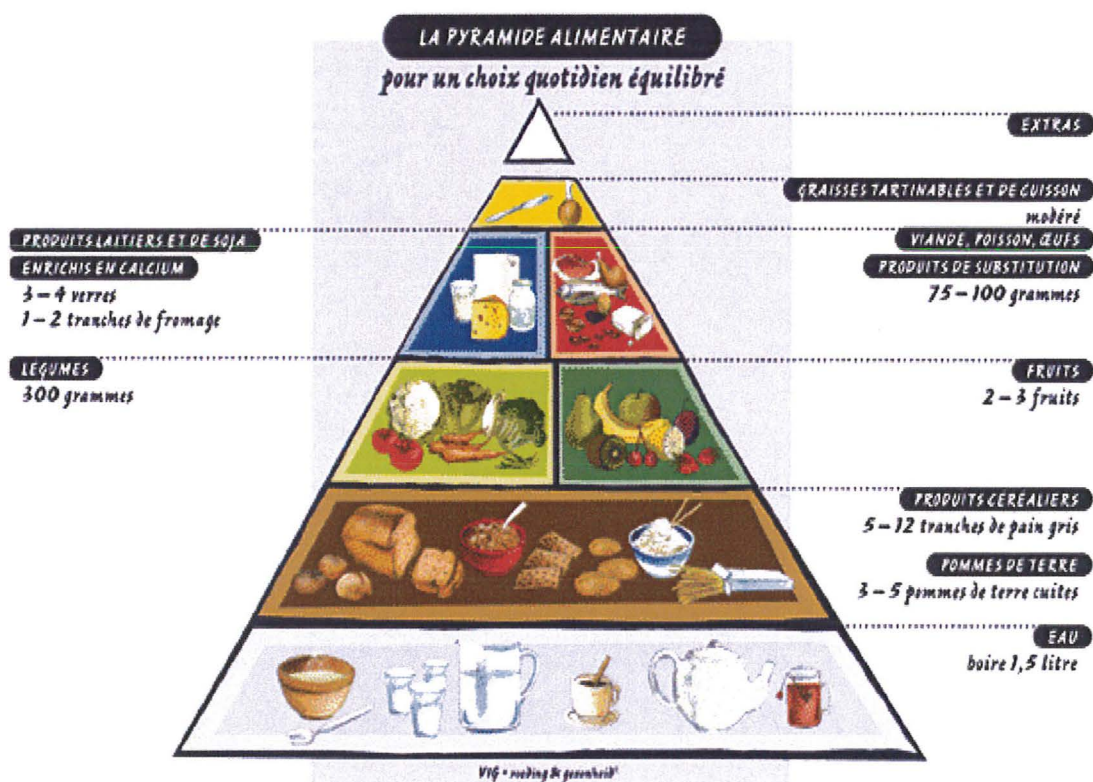 LA PYRAMIDE ALIMENTAIRE
pour un choix quotidien équilibré
EXTRAS
GRAISSES TARTINABLES ET DE CUISSON
modéré
PRODUITS LAITIERS ET DE SOJA
ENRICHIS EN CALCIUM
3 – 4 verres
1 – 2 tranches de fromage
VIANDE, POISSON, ŒUFS
PRODUITS DE SUBSTITUTION
75 – 100 grammes
LÉGUMES
300 grammes
FRUITS
2 – 3 fruits
PRODUITS CÉRÉALIERS
5 – 12 tranches de pain gris
POMMES DE TERRE
3 – 5 pommes de terre cuites
EAU
boire 1,5 litre
VIG